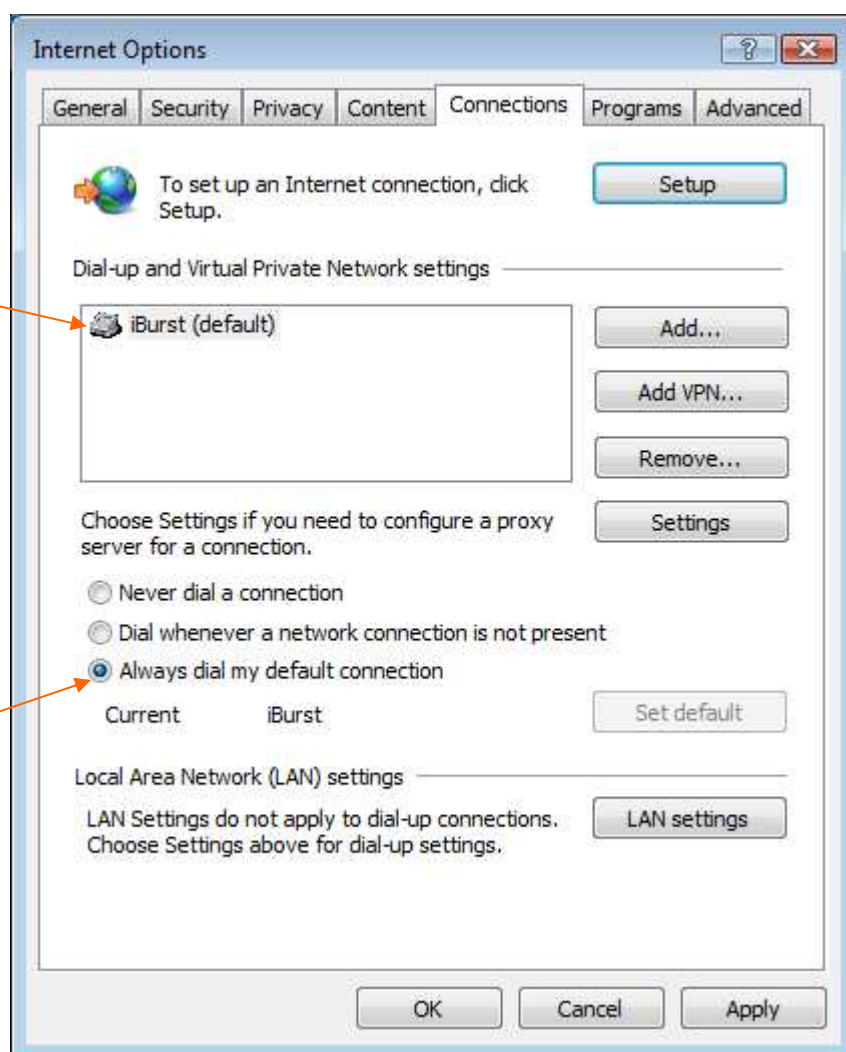 Internet Options
?
General Security Privacy Content Connections Programs Advanced
To set up an Internet connection, click
Setup.
Setup
Dial-up and Virtual Private Network settings
iBurst (default)
Add...
Add VPN...
Remove...
Choose Settings if you need to configure a proxy
server for a connection.
Settings
Never dial a connection
Dial whenever a network connection is not present
Always dial my default connection
Current iBurst
Set default
Local Area Network (LAN) settings
LAN Settings do not apply to dial-up connections.
Choose Settings above for dial-up settings.
LAN settings
OK Cancel Apply